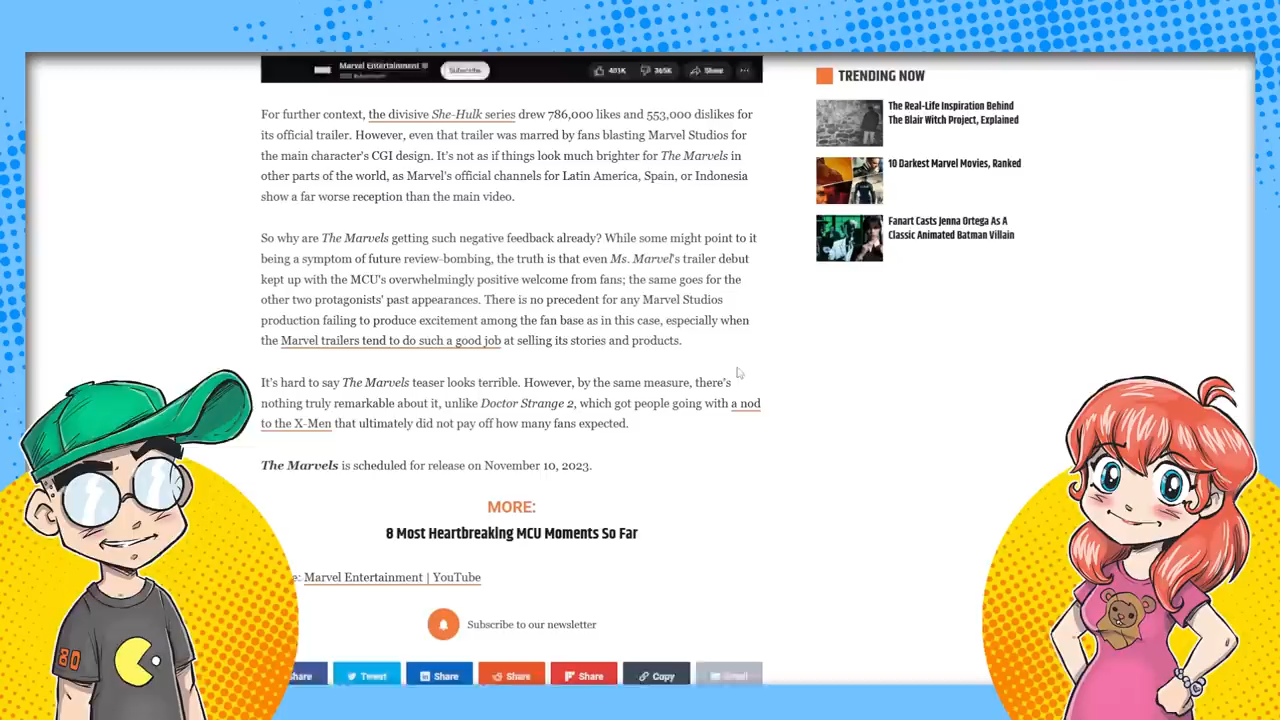 Marvel Entertainment
Subscribe
401K
365K
Share
For further context, the divisive She-Hulk series drew 786,000 likes and 553,000 dislikes for
its official trailer. However, even that trailer was marred by fans blasting Marvel Studios for
the main character's CGI design. It's not as if things look much brighter for The Marvels in
other parts of the world, as Marvel's official channels for Latin America, Spain, or Indonesia
show a far worse reception than the main video.
So why are The Marvels getting such negative feedback already? While some might point to it
being a symptom of future review-bombing, the truth is that even Ms. Marvel's trailer debut
kept up with the MCU's overwhelmingly positive welcome from fans; the same goes for the
other two protagonists' past appearances. There is no precedent for any Marvel Studios
production failing to produce excitement among the fan base as in this case, especially when
the Marvel trailers tend to do such a good job at selling its stories and products.
It's hard to say The Marvels teaser looks terrible. However, by the same measure, there's
nothing truly remarkable about it, unlike Doctor Strange 2, which got people going with a nod
to the X-Men that ultimately did not pay off how many fans expected.
The Marvels is scheduled for release on November 10, 2023.
MORE:
8 Most Heartbreaking MCU Moments So Far
e: Marvel Entertainment | YouTube
Subscribe to our newsletter
Share
Tweet
Share
Share
Share
Copy
Email
TRENDING NOW
The Real-Life Inspiration Behind
The Blair Witch Project, Explained
10 Darkest Marvel Movies, Ranked
Fanart Casts Jenna Ortega As A
Classic Animated Batman Villain
80